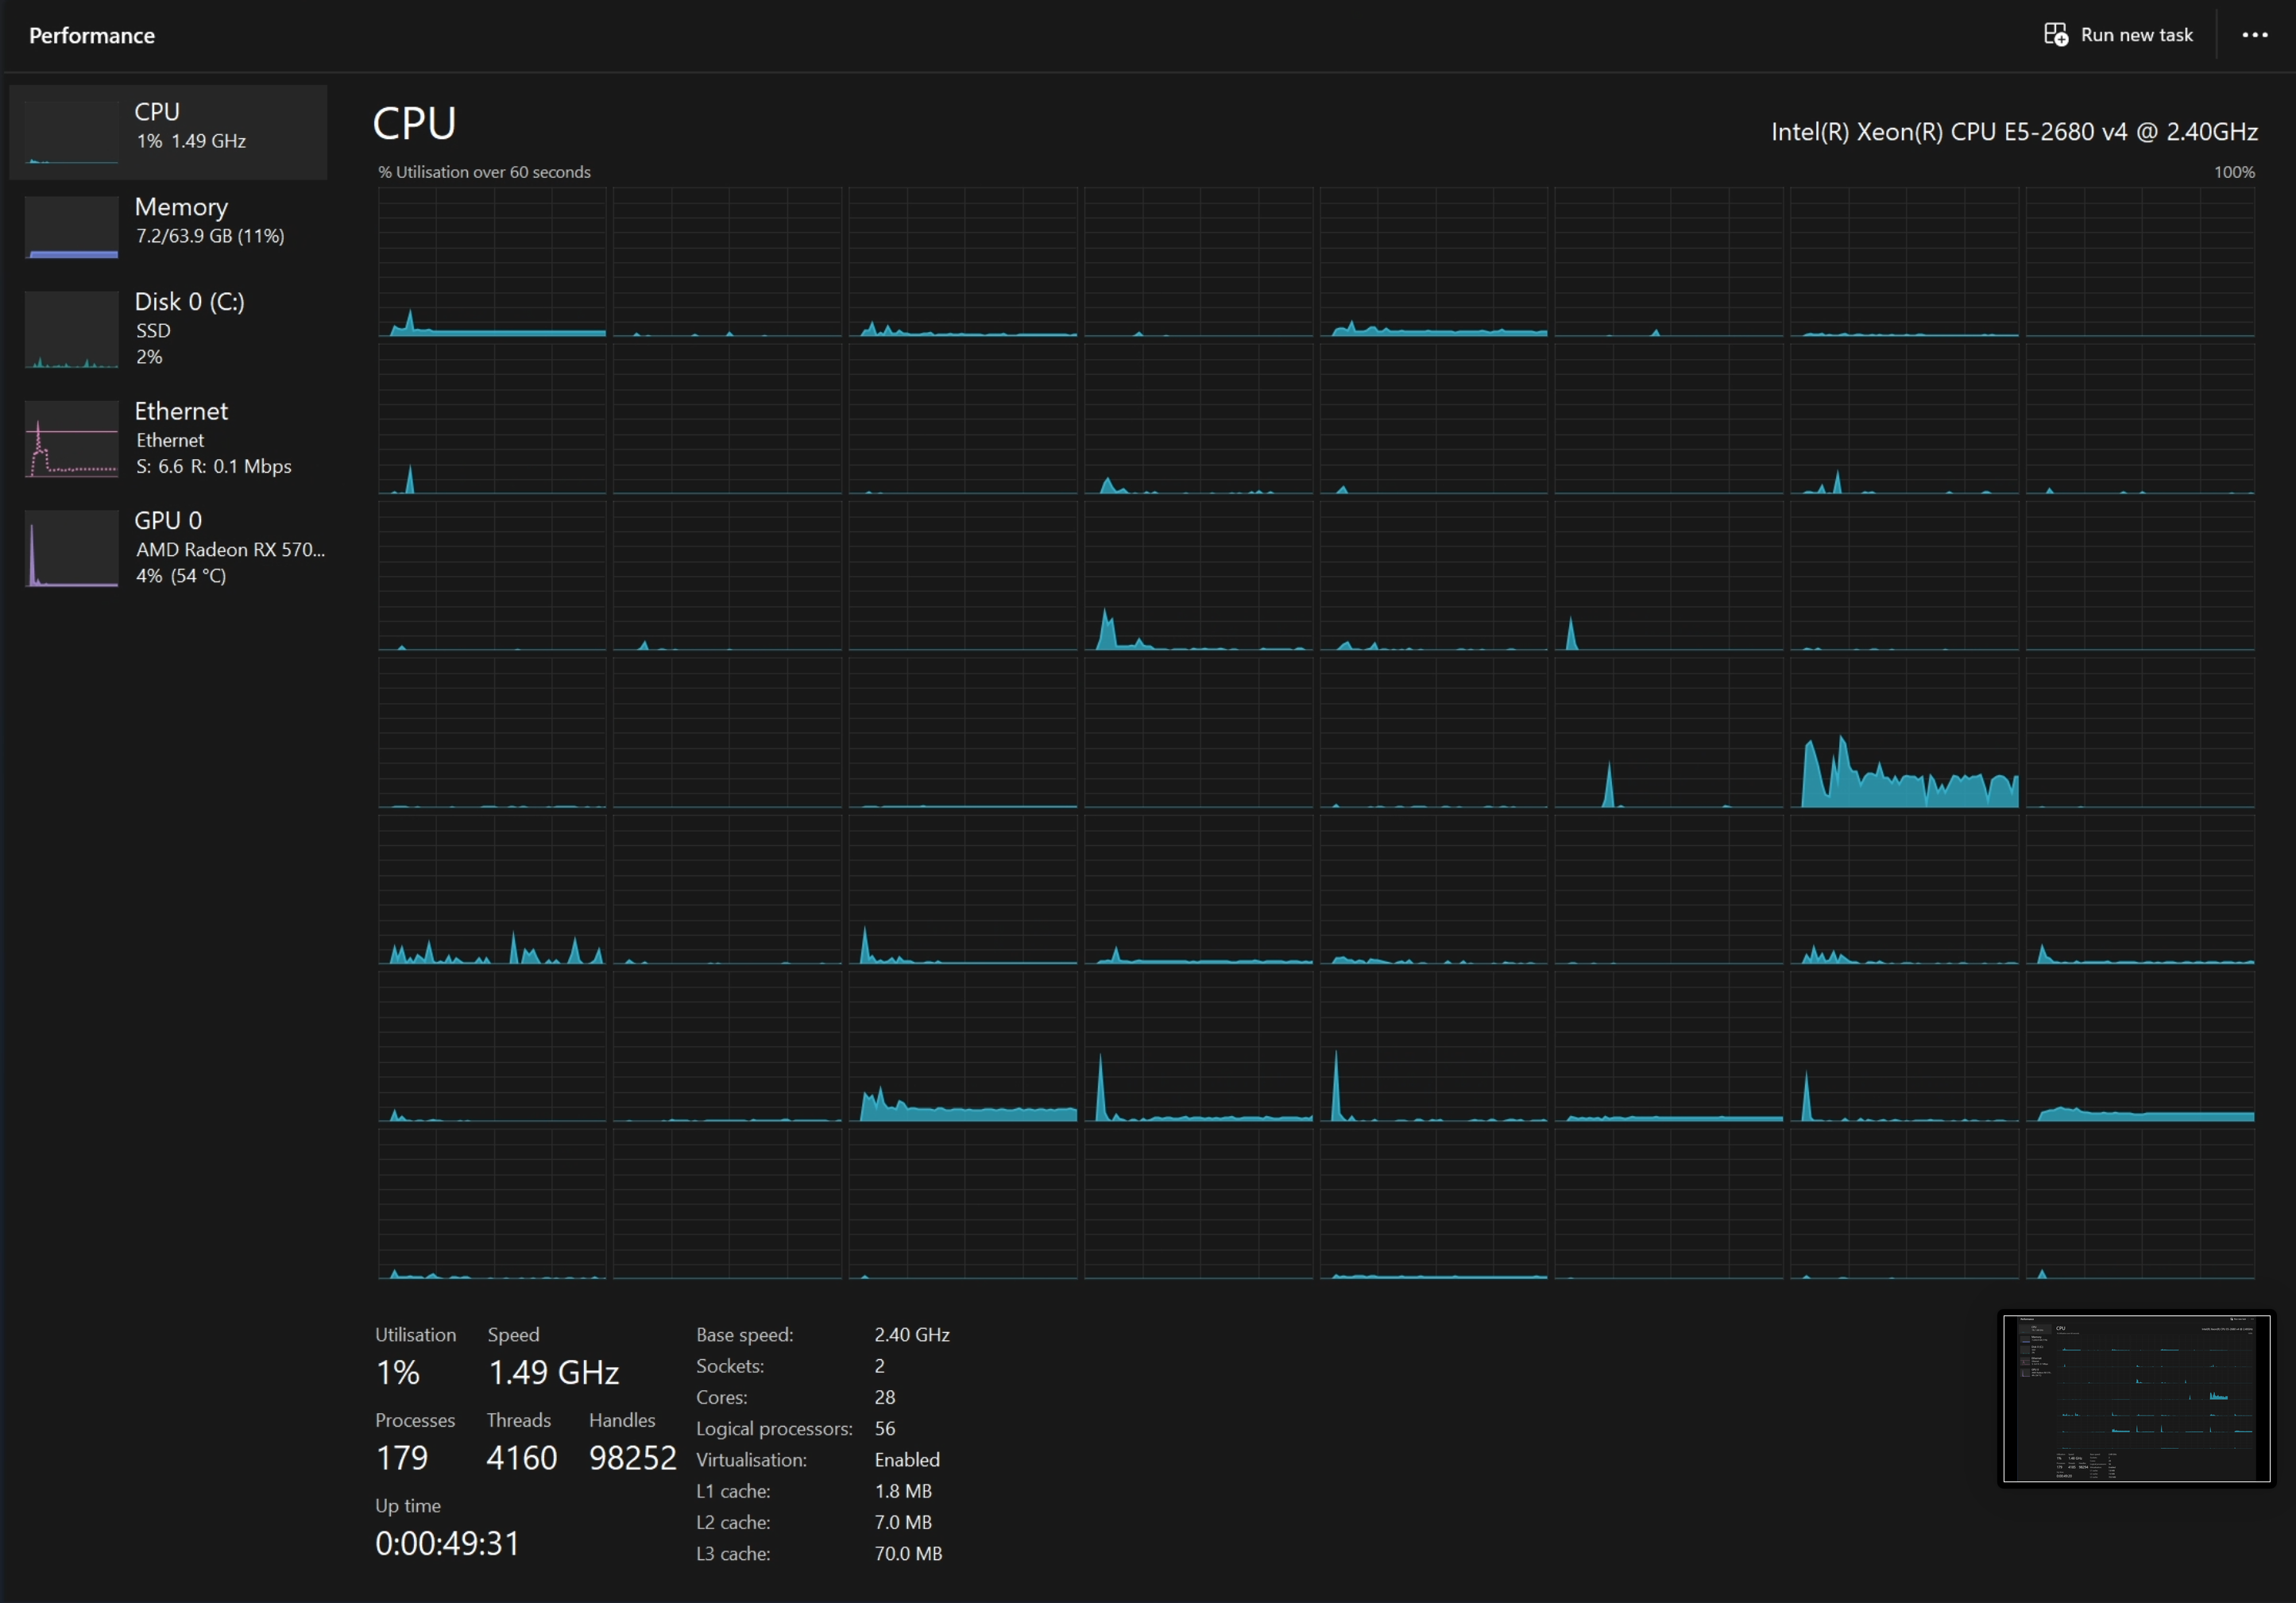 Performance
Run new task
CPU
1% 1.49 GHz
Memory
7.2/63.9 GB (11%)
Disk 0 (C:)
SSD
2%
Ethernet
Ethernet
S: 6.6 R: 0.1 Mbps
GPU 0
AMD Radeon RX 570...
4% (54 °C)
CPU
Intel(R) Xeon(R) CPU E5-2680 v4 @ 2.40GHz
% Utilisation over 60 seconds
100%
Utilisation
Speed
1%
1.49 GHz
Processes
Threads
Handles
179
4160
98252
Up time
0:00:49:31
Base speed: 2.40 GHz
Sockets: 2
Cores: 28
Logical processors: 56
Virtualisation: Enabled
L1 cache: 1.8 MB
L2 cache: 7.0 MB
L3 cache: 70.0 MB